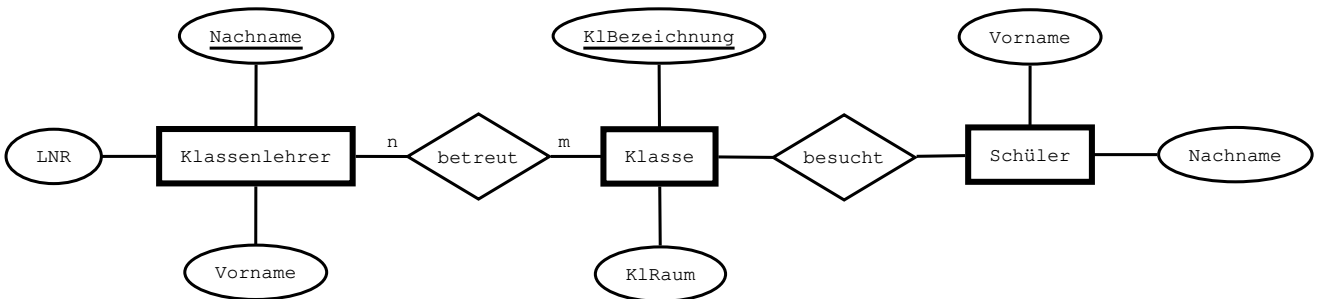 Nachname
KlBezeichnung
Vorname
LNR
Klassenlehrer
n
betreut
m
Klasse
besucht
Schüler
Nachname
Vorname
KlRaum